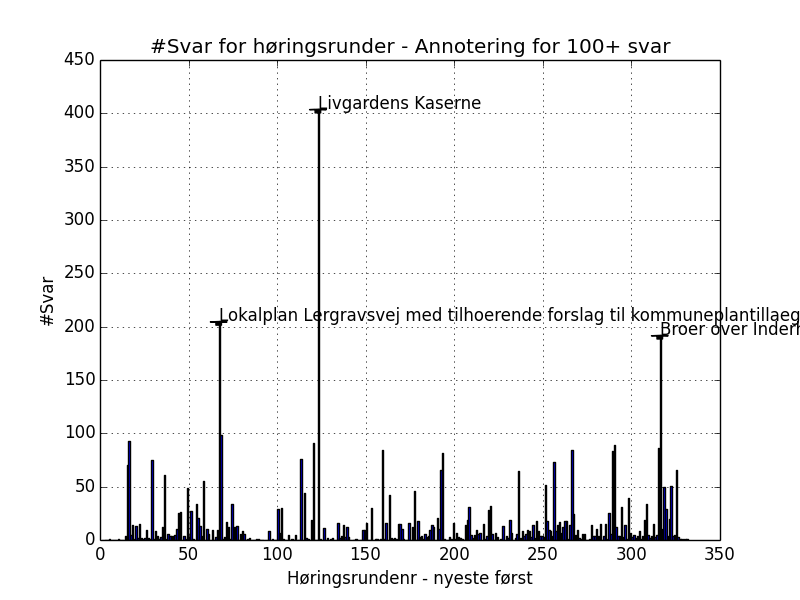 #Svar for høringsrunder - Annotering for 100+ svar
450
400
350
300
250
200
150
100
50
0
#Svar
Livgardens Kaserne
Lokalplan Lergravsvej med tilhoerende forslag til kommuneplantillaeg
Broer over Inderh
0 50 100 150 200 250 300 350
Høringsrundenr - nyeste først